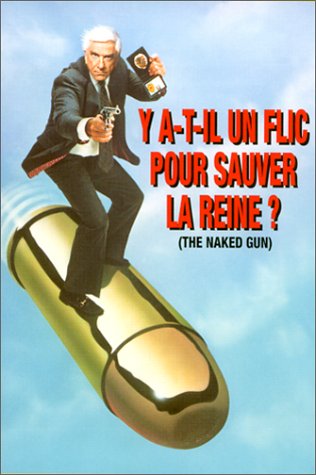 Y A-T-IL UN FLIC
POUR SAUVER
LA REINE ?
(THE NAKED GUN)